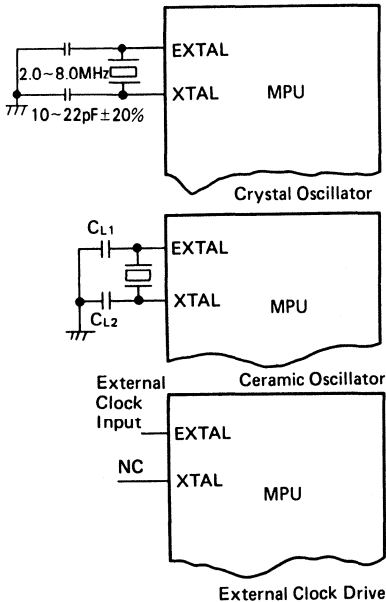 EXTAL
2.0~8.0MHz
XTAL
MPU
10~22pF±20%
Crystal Oscillator
CL1
EXTAL
XTAL
MPU
CL2
Ceramic Oscillator
External
Clock
Input
EXTAL
NC
XTAL
MPU
External Clock Drive